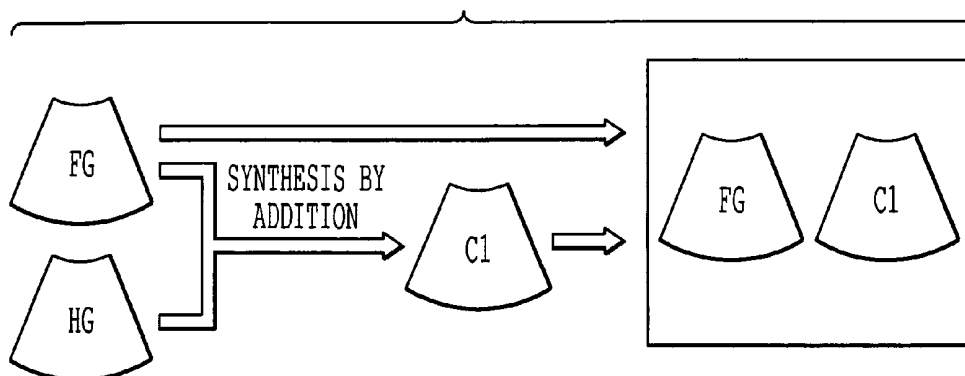 FG
SYNTHESIS BY
ADDITION
HG
C1
FG C1